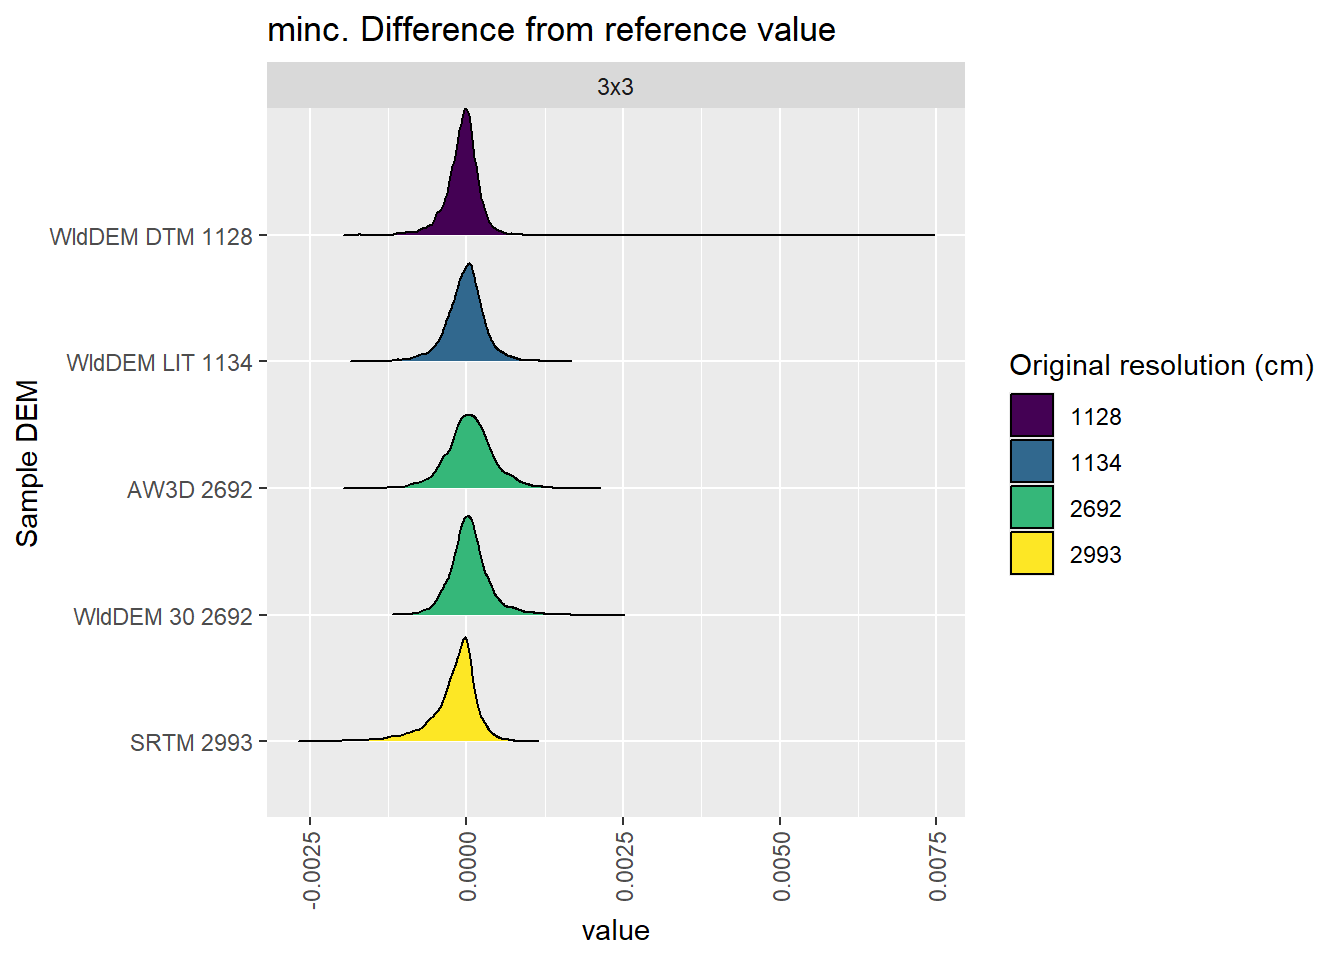 minc. Difference from reference value
3x3
WldDEM DTM 1128
WldDEM LIT 1134
AW3D 2692
WldDEM 30 2692
SRTM 2993
Sample DEM
-0.0025
0.0000
0.0025
0.0050
0.0075
value
Original resolution (cm)
1128
1134
2692
2993